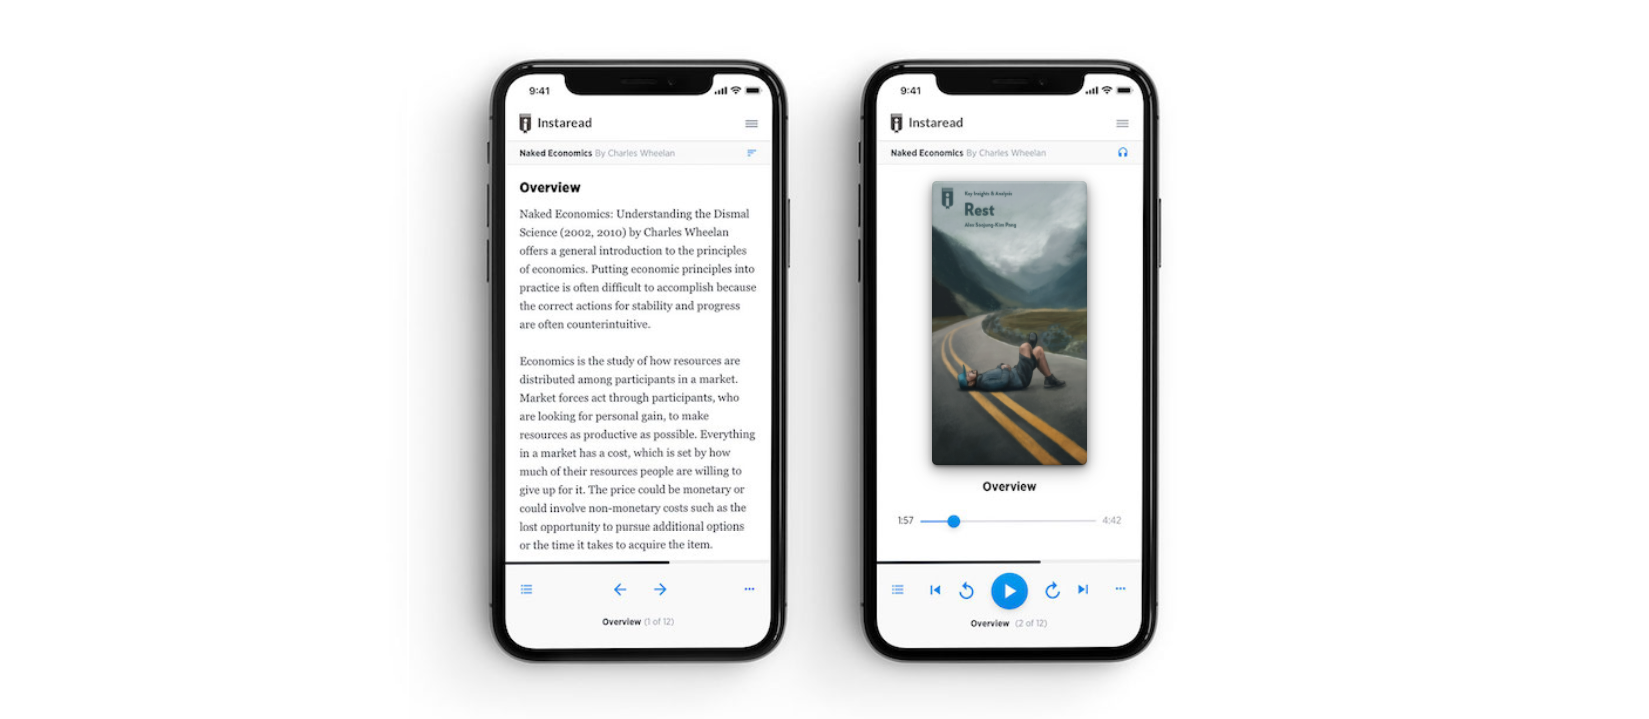 9:41
Instaread
Naked Economics By Charles Wheelan
Overview
Naked Economics: Understanding the Dismal
Science (2002, 2010) by Charles Wheelan
offers a general introduction to the principles
of economics. Putting economic principles into
practice is often difficult to accomplish because
the correct actions for stability and progress
are often counterintuitive.
Economics is the study of how resources are
distributed among participants in a market.
Market forces act through participants, who
are looking for personal gain, to make
resources as productive as possible. Everything
in a market has a cost, which is set by how
much of their resources people are willing to
give up for it. The price could be monetary or
could involve non-monetary costs such as the
lost opportunity to pursue additional options
or the time it takes to acquire the item.
Overview (1 of 12)
9:41
Instaread
Naked Economics By Charles Wheelan
Key Insights & Analysis
Rest
Alex Soojung-Kim Pang
Overview
1:57
4:42
Overview (2 of 12)